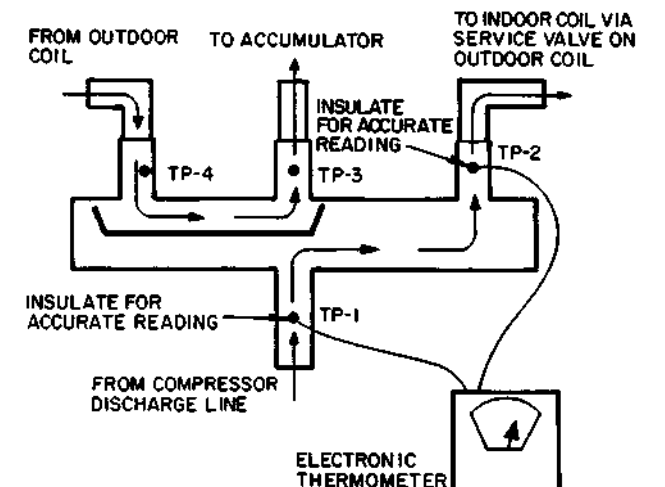 FROM OUTDOOR
COIL
TO ACCUMULATOR
TO INDOOR COIL VIA
SERVICE VALVE ON
OUTDOOR COIL
INSULATE
FOR ACCURATE
READING
TP-4
TP-3
TP-2
INSULATE FOR
ACCURATE READING
TP-1
FROM COMPRESSOR
DISCHARGE LINE
ELECTRONIC
THERMOMETER